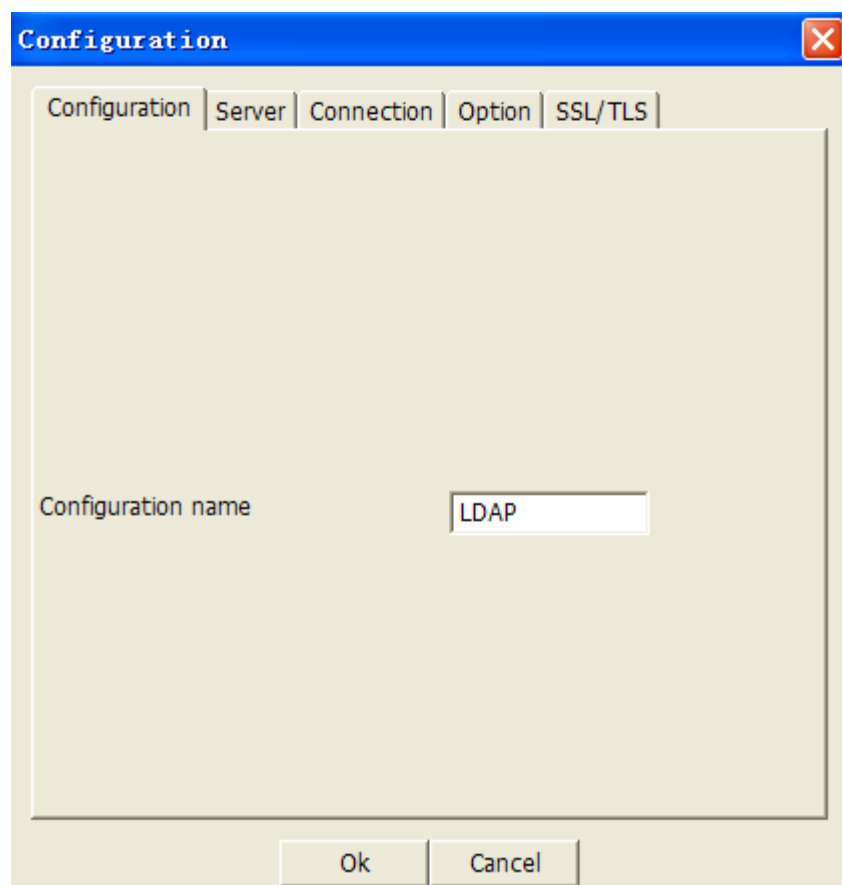 Configuration
Configuration Server Connection Option SSL/TLS
Configuration name LDAP
Ok Cancel